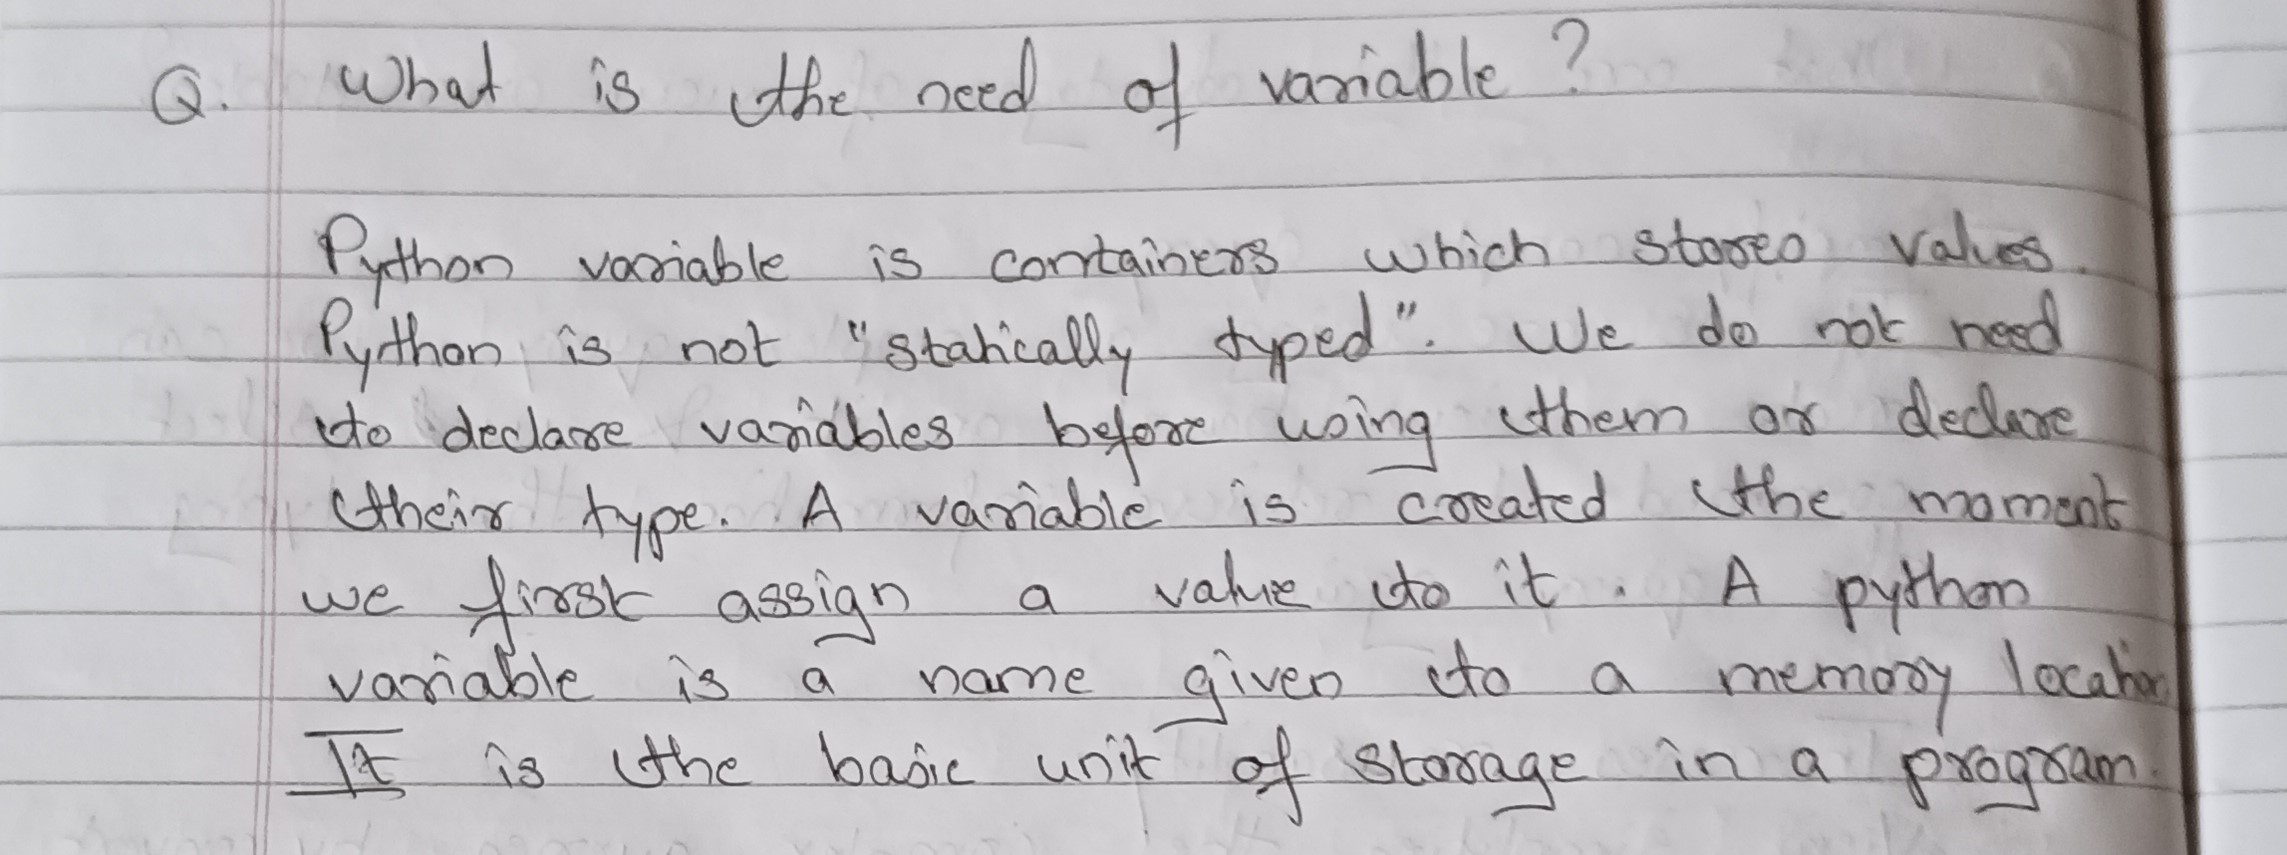 Q. What is the need of variable ?
Python variable is containers which stores values.
Python is not "statically typed". We do not need
to declare variables before using them or declare
their type. A variable is created the moment
we first assign a value to it. A python
variable is a name given to a memory location
It is the basic unit of storage in a program.